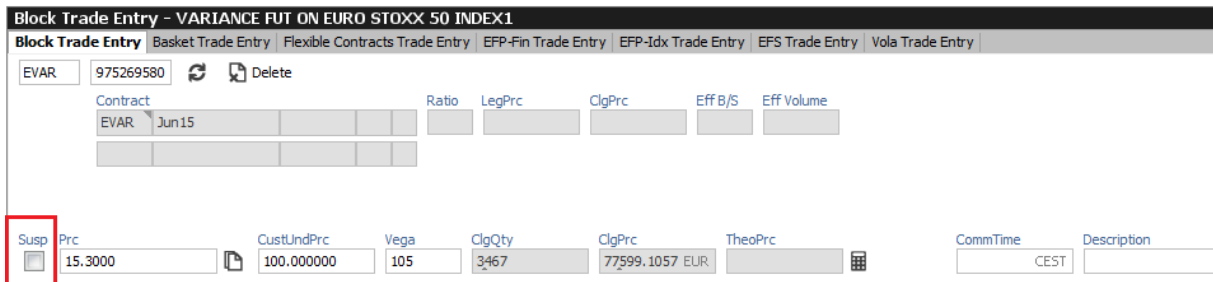 Block Trade Entry - VARIANCE FUT ON EURO STOXX 50 INDEX1
Block Trade Entry Basket Trade Entry Flexible Contracts Trade Entry EFP-Fin Trade Entry EFP-Idx Trade Entry EFS Trade Entry Vola Trade Entry
EVAR 975269580 Delete
Contract Ratio LegPrc ClgPrc Eff B/S Eff Volume
EVAR Jun15
Susp Prc CustUndPrc Vega ClgQty ClgPrc TheoPrc CommTime Description
15.3000 100.000000 105 3467 77599.1057 EUR CEST